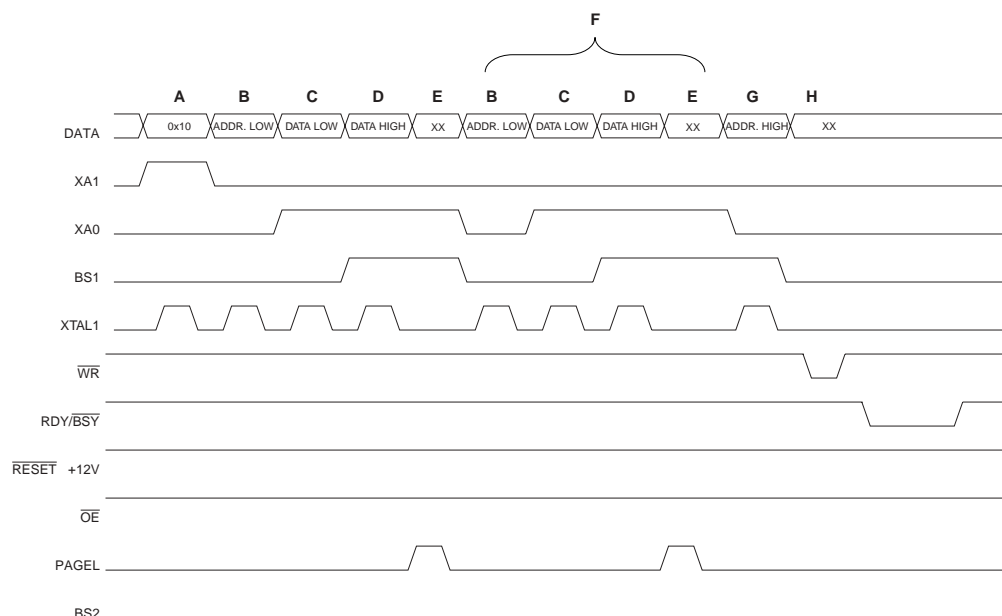 F
A B C D E B C D E G H
DATA 0x10 ADDR. LOW DATA LOW DATA HIGH XX ADDR. LOW DATA LOW DATA HIGH XX ADDR. HIGH XX
XA1
XA0
BS1
XTAL1
WR
RDY/BSY
RESET +12V
OE
PAGEL
BS2